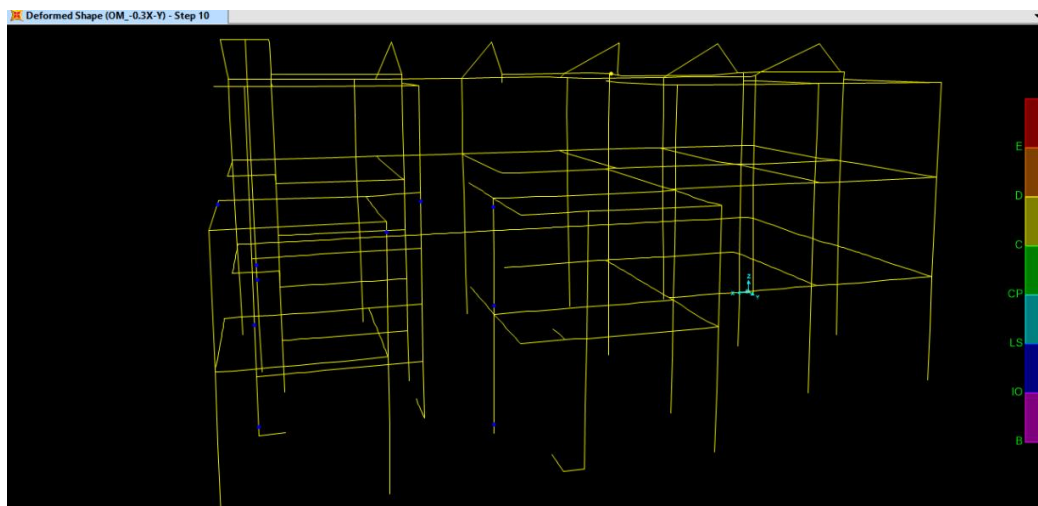 Deformed Shape (OM_-0.3X-Y) - Step 10
E
D
C
CP
LS
IO
B
Z
X
Y